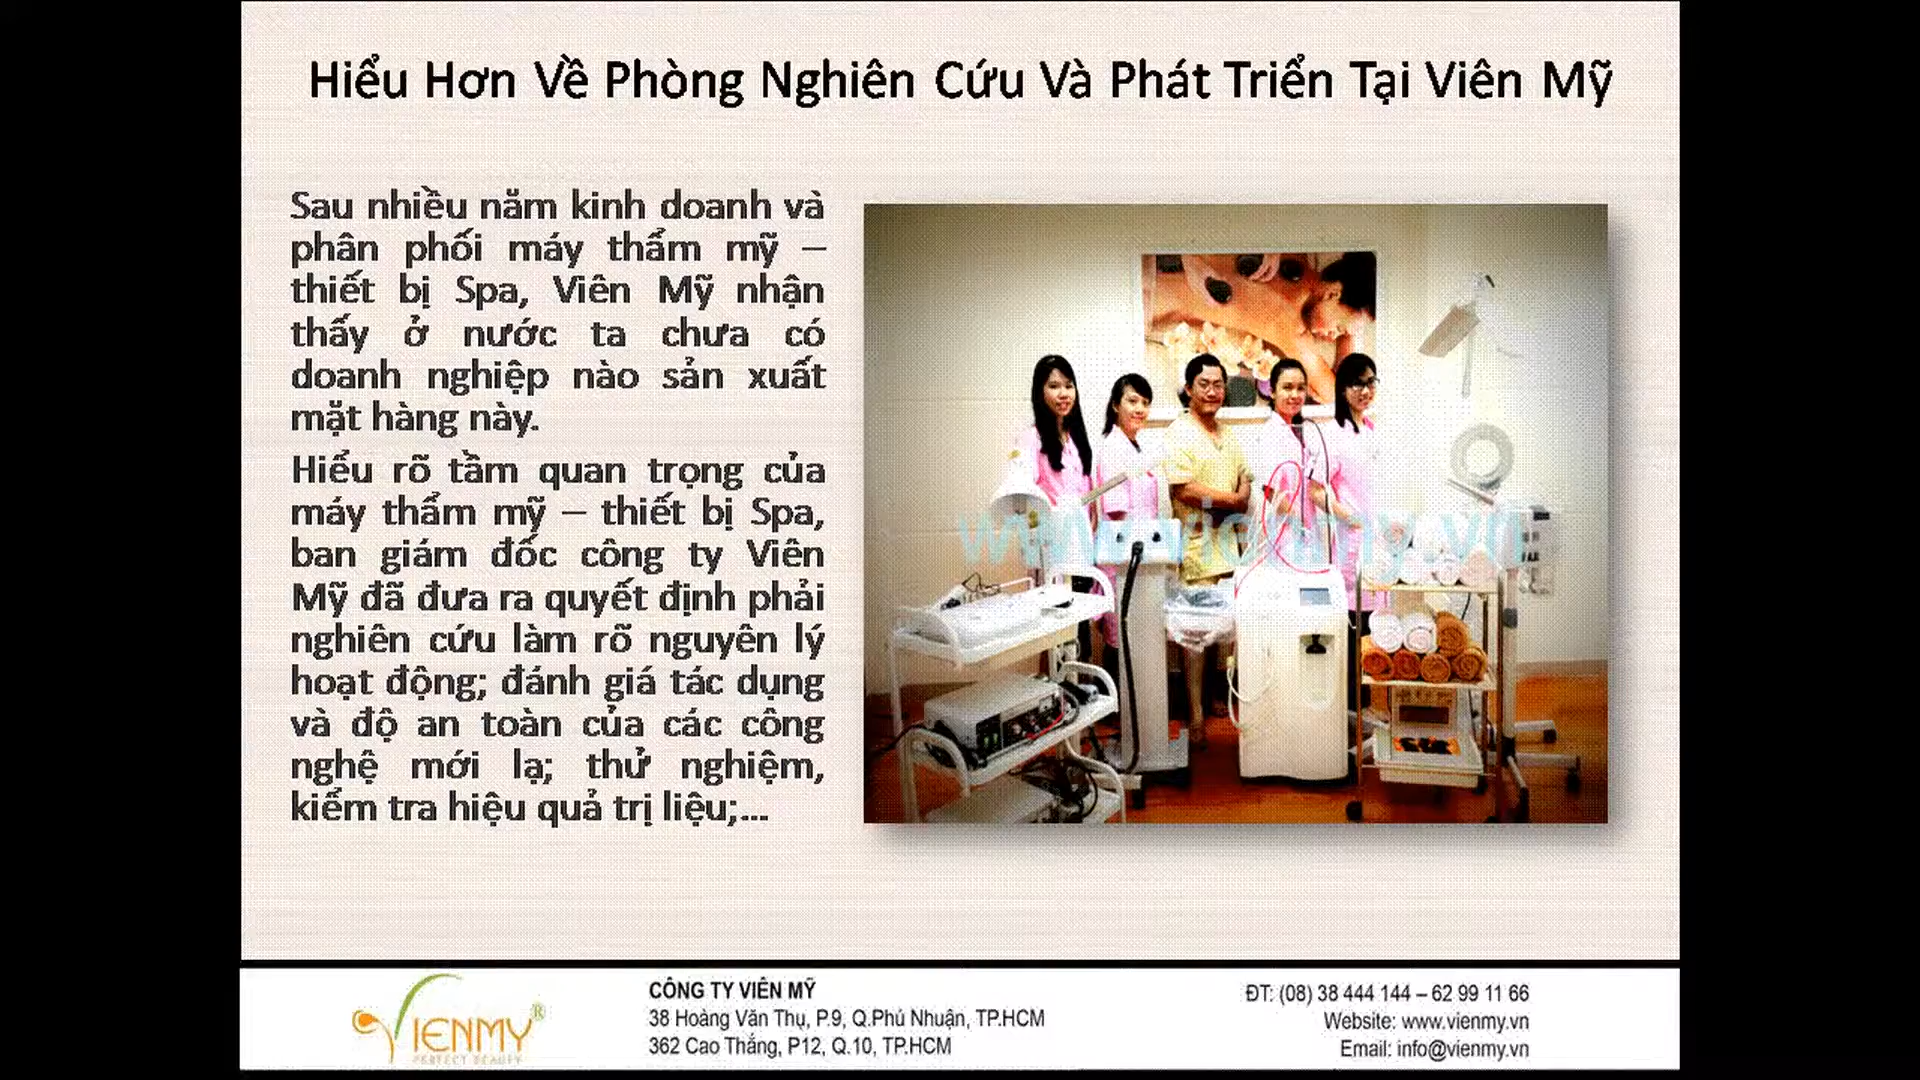 Hiểu Hơn Về Phòng Nghiên Cứu Và Phát Triển Tại Viên Mỹ
Sau nhiều năm kinh doanh và
phân phối máy thẩm mỹ –
thiết bị Spa, Viên Mỹ nhận
thấy ở nước ta chưa có
doanh nghiệp nào sản xuất
mặt hàng này.
Hiểu rõ tầm quan trọng của
máy thẩm mỹ – thiết bị Spa,
ban giám đốc công ty Viên
Mỹ đã đưa ra quyết định phải
nghiên cứu làm rõ nguyên lý
hoạt động; đánh giá tác dụng
và độ an toàn của các công
nghệ mới lạ; thử nghiệm,
kiểm tra hiệu quả trị liệu;...
www.vienmy.vn
VIENMY ®
PERFECT BEAUTY
CÔNG TY VIÊN MỸ
38 Hoàng Văn Thụ, P.9, Q.Phú Nhuận, TP.HCM
362 Cao Thắng, P12, Q.10, TP.HCM
ĐT: (08) 38 444 144 – 62 99 11 66
Website: www.vienmy.vn
Email: info@vienmy.vn